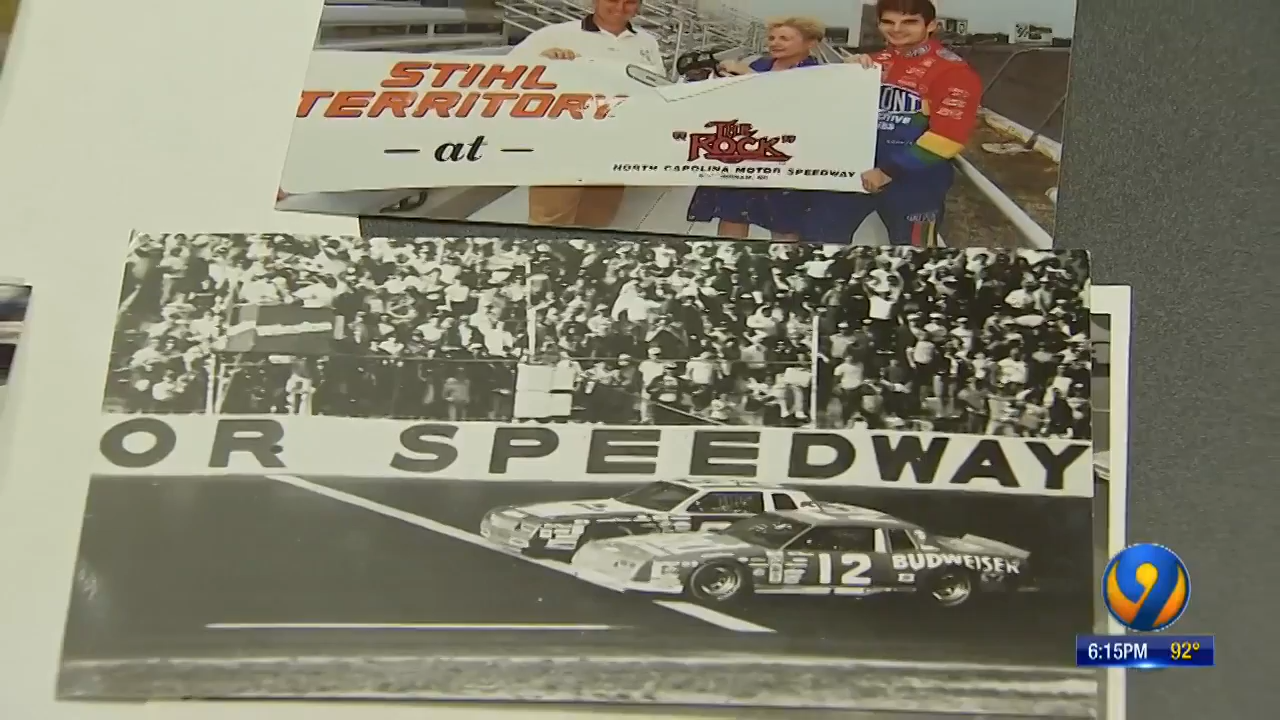 STIHL
TERRITORY
— at —
"THE
ROCK"
NORTH CAROLINA MOTOR SPEEDWAY
OR SPEEDWAY
12 BUDWEISER
9
6:15PM 92°